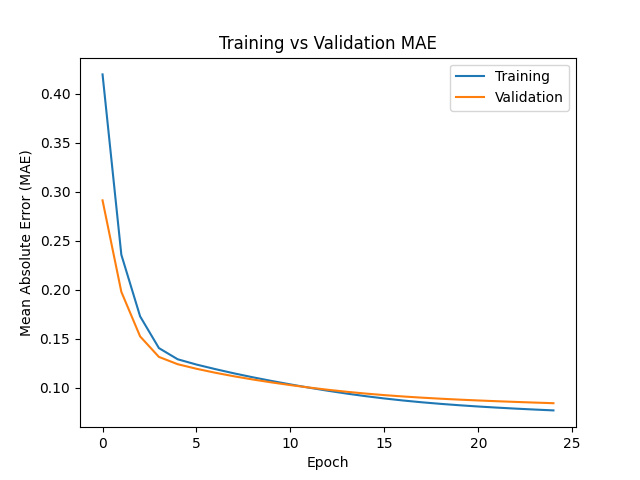 Training vs Validation MAE
Training
Validation
Mean Absolute Error (MAE)
0.40
0.35
0.30
0.25
0.20
0.15
0.10
0 5 10 15 20 25
Epoch